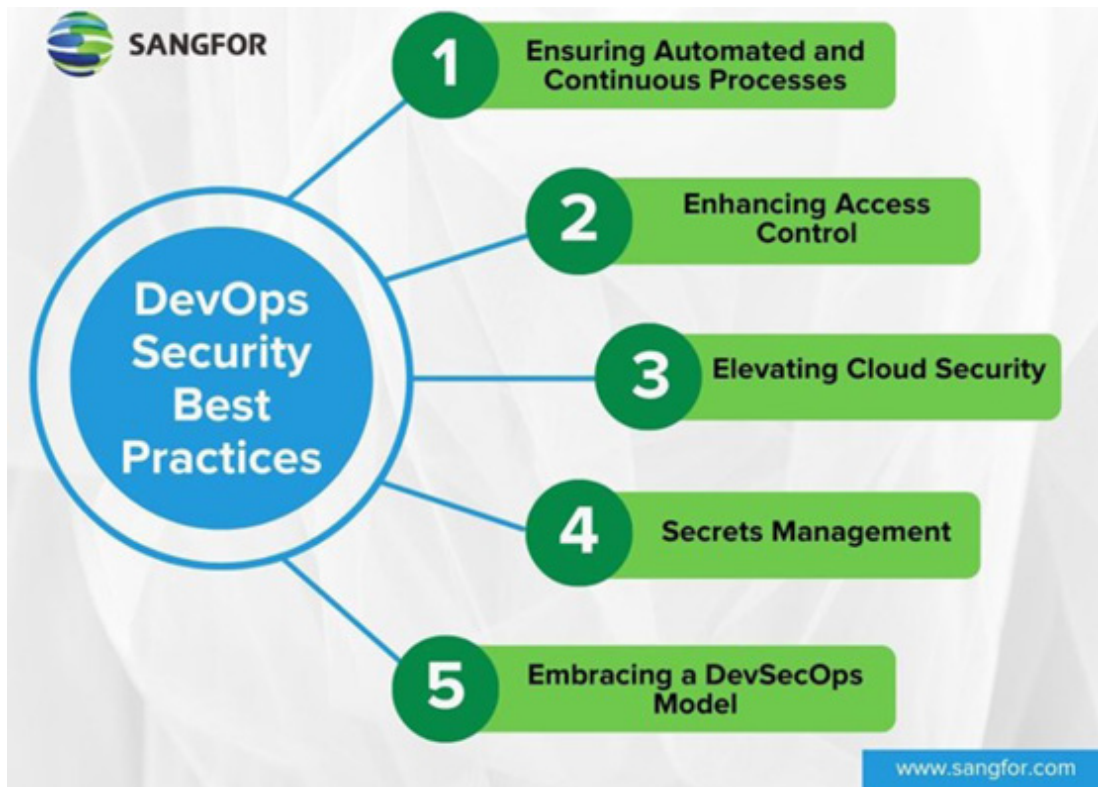 SANGFOR
DevOps
Security
Best
Practices
1
Ensuring Automated and
Continuous Processes
2
Enhancing Access
Control
3
Elevating Cloud Security
4
Secrets Management
5
Embracing a DevSecOps
Model
www.sangfor.com